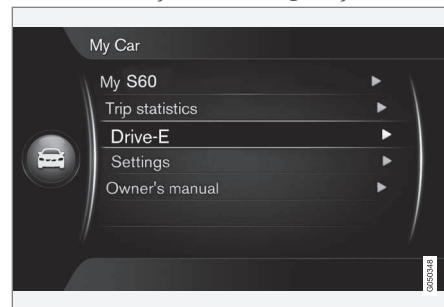 My Car
My S60
Trip statistics
Drive-E
Settings
Owner's manual
G050348